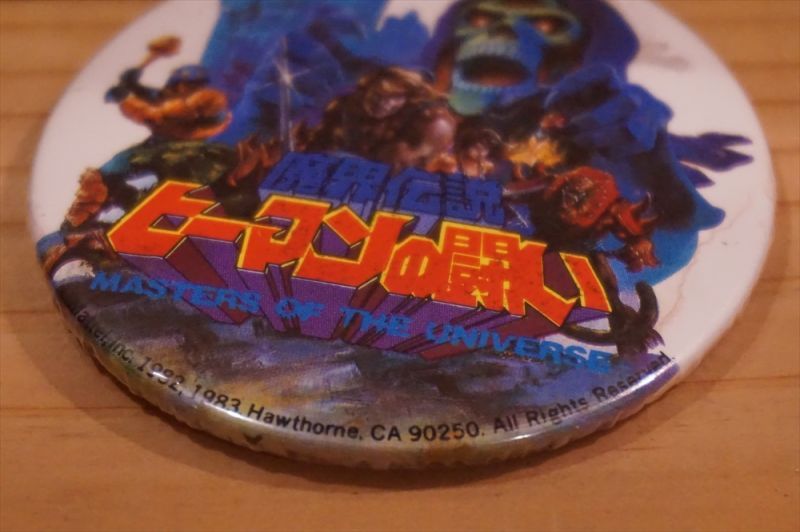 魔界伝説
ヒーマンの闘い
MASTERS OF THE UNIVERSE
Inc. 1982, 1983 Hawthorne, CA 90250. All Rights Reserved.